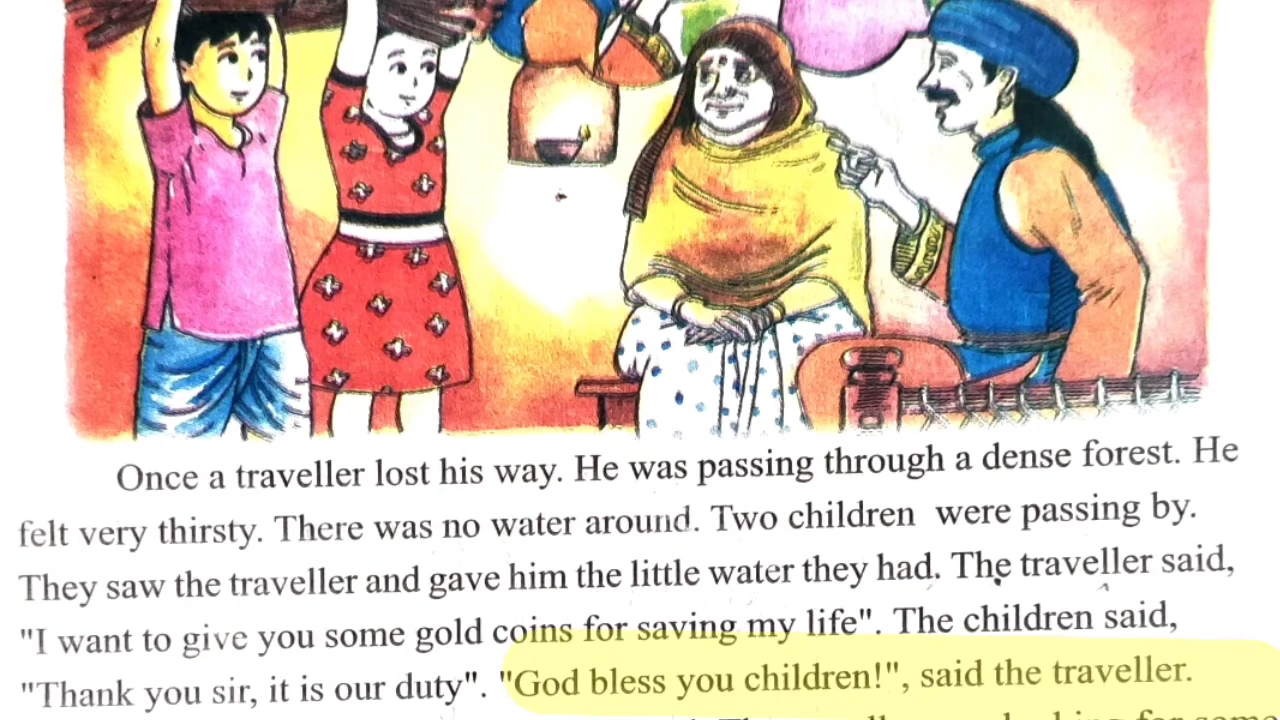 Once a traveller lost his way. He was passing through a dense forest. He
felt very thirsty. There was no water around. Two children were passing by.
They saw the traveller and gave him the little water they had. The traveller said,
"I want to give you some gold coins for saving my life". The children said,
"Thank you sir, it is our duty". "God bless you children!", said the traveller.